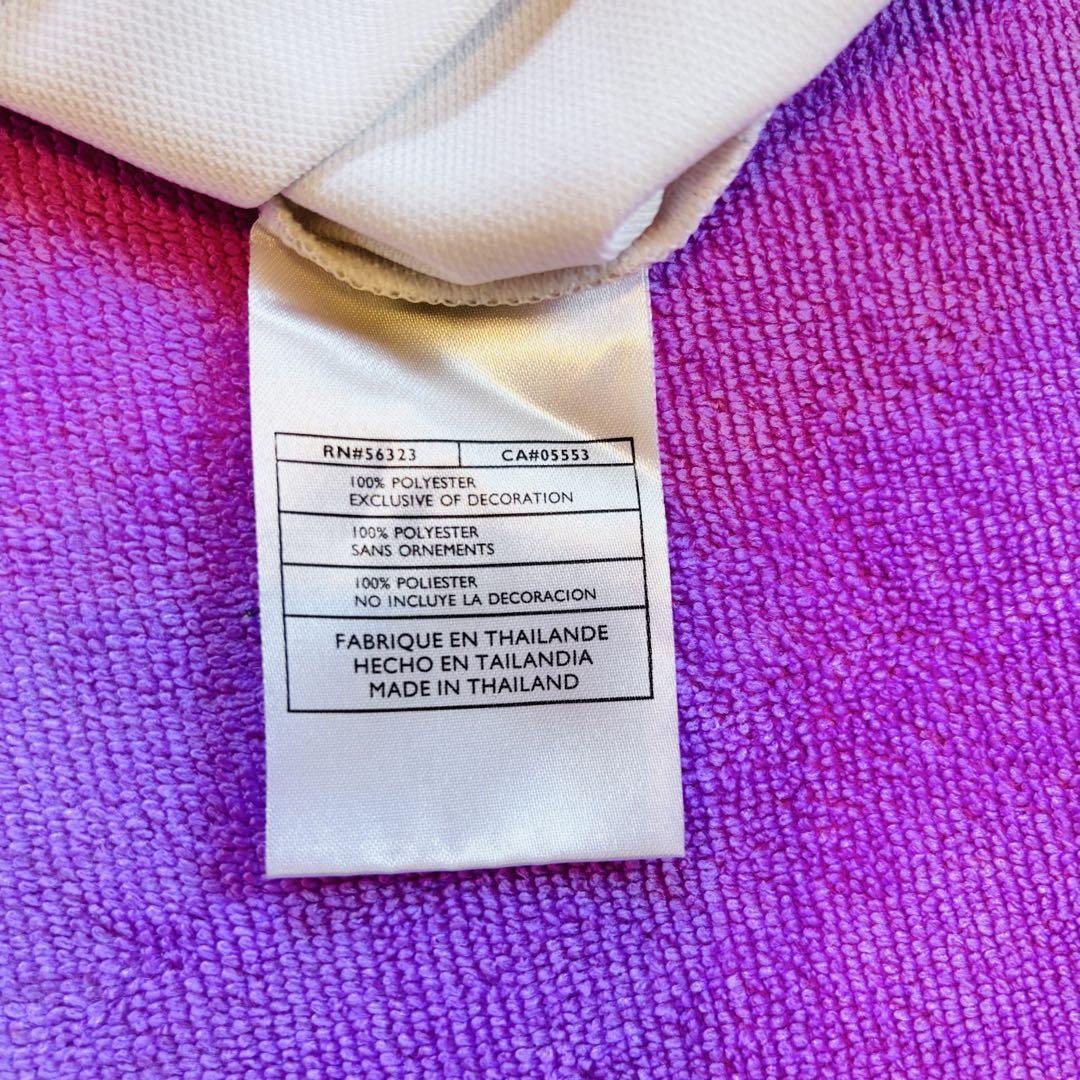 RN#56323 CA#05553
100% POLYESTER
EXCLUSIVE OF DECORATION
100% POLYESTER
SANS ORNEMENTS
100% POLIESTER
NO INCLUYE LA DECORACION
FABRIQUE EN THAILANDE
HECHO EN TAILANDIA
MADE IN THAILAND